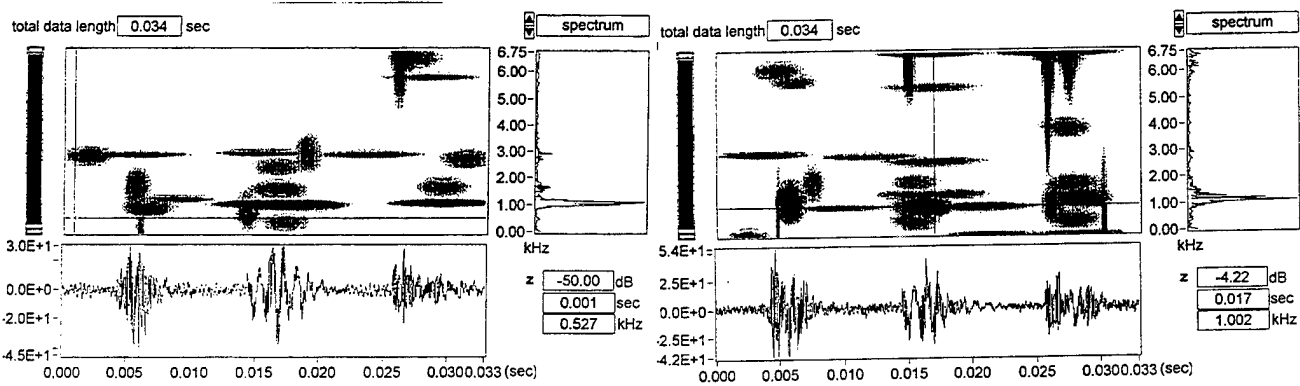 total data length 0.034 sec
spectrum
6.75
6.00
5.00
4.00
3.00
2.00
1.00
0.00
kHz
3.0E+1
0.0E+0
-2.0E+1
-4.5E+1
0.000 0.005 0.010 0.015 0.020 0.025 0.0300.033 (sec)
z -50.00 dB
0.001 sec
0.527 kHz
total data length 0.034 sec
spectrum
6.75
6.00
5.00
4.00
3.00
2.00
1.00
0.00
kHz
5.4E+1
2.5E+1
0.0E+0
-2.5E+1
-4.2E+1
0.000 0.005 0.010 0.015 0.020 0.025 0.0300.033 (sec)
z -4.22 dB
0.017 sec
1.002 kHz